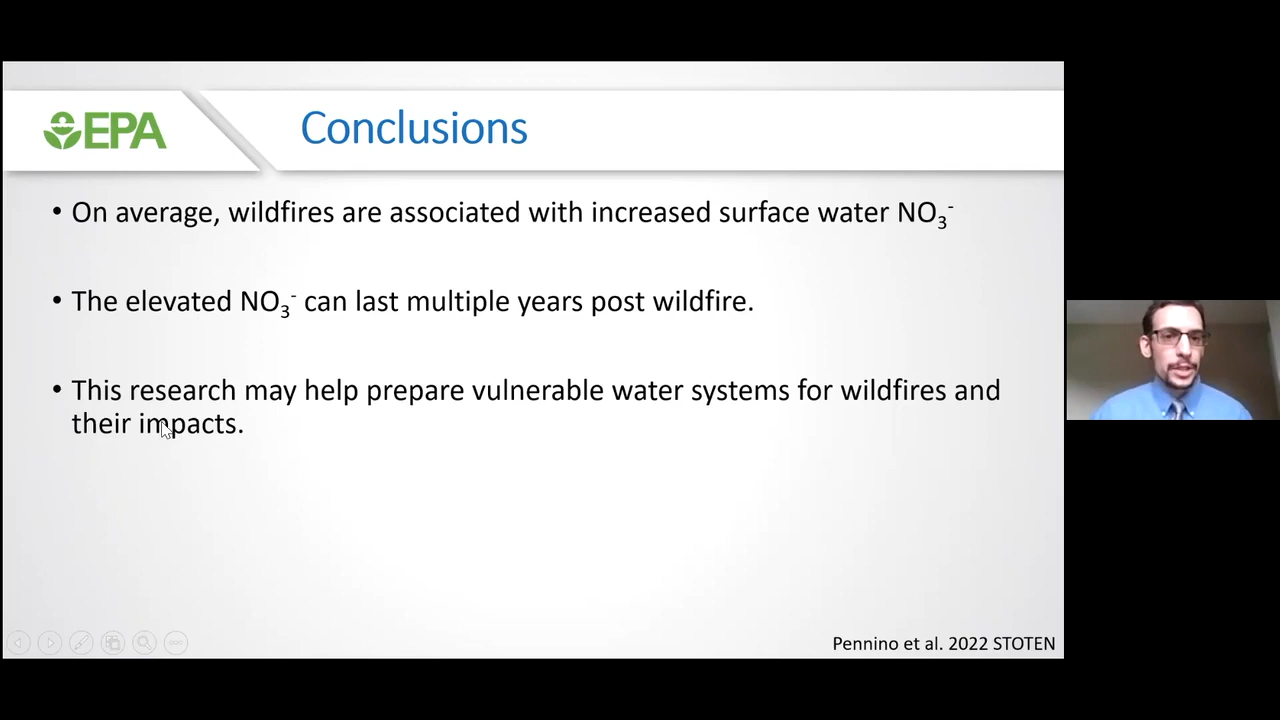 EPA
Conclusions
• On average, wildfires are associated with increased surface water NO₃⁻
• The elevated NO₃⁻ can last multiple years post wildfire.
• This research may help prepare vulnerable water systems for wildfires and
their impacts.
Pennino et al. 2022 STOTEN